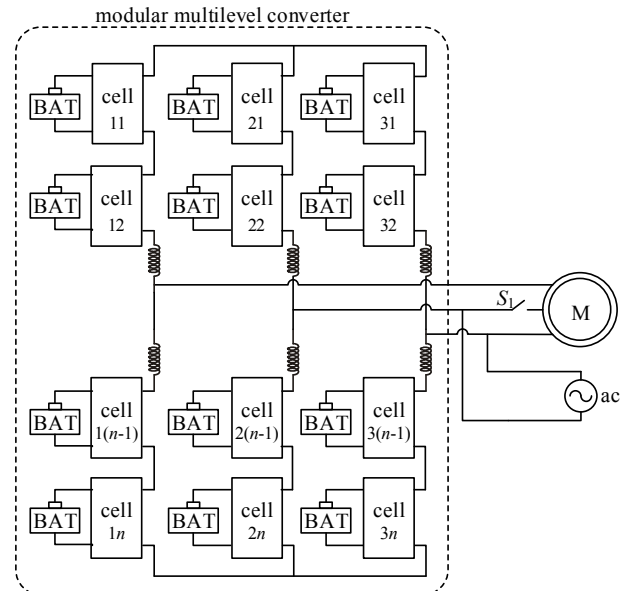 modular multilevel converter
BAT
cell
11
BAT
cell
21
BAT
cell
31
BAT
cell
12
BAT
cell
22
BAT
cell
32
S1
M
ac
BAT
cell
1(n-1)
BAT
cell
2(n-1)
BAT
cell
3(n-1)
BAT
cell
1n
BAT
cell
2n
BAT
cell
3n